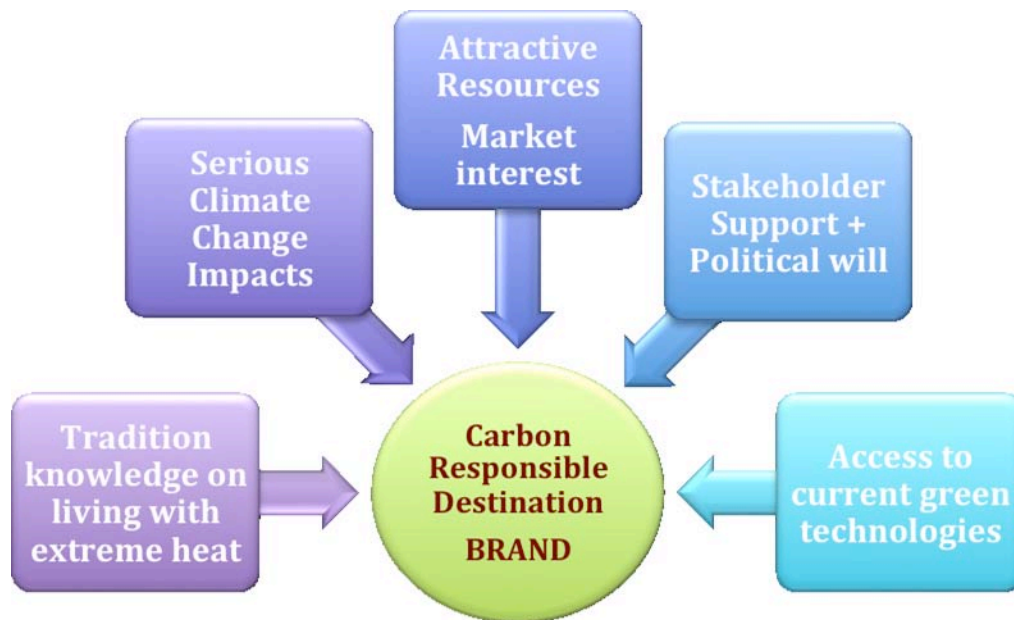 Attractive
Resources
Market
interest
Serious
Climate
Change
Impacts
Stakeholder
Support +
Political will
Tradition
knowledge on
living with
extreme heat
Carbon
Responsible
Destination
BRAND
Access to
current green
technologies